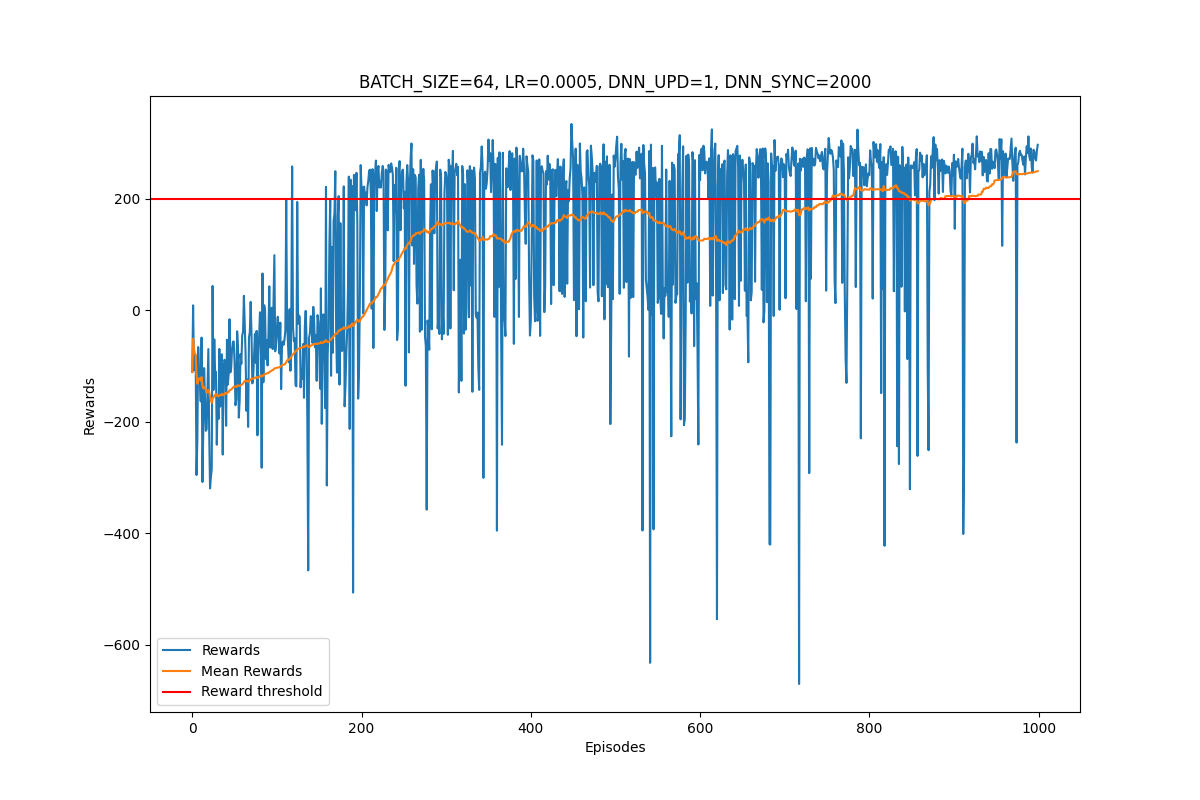 BATCH_SIZE=64, LR=0.0005, DNN_UPD=1, DNN_SYNC=2000
Rewards
200
0
−200
−400
−600
Rewards
Mean Rewards
Reward threshold
0 200 400 600 800 1000
Episodes